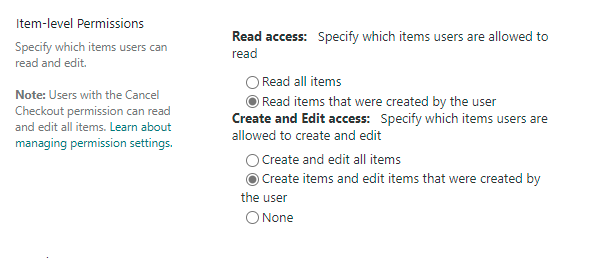 Item-level Permissions
Specify which items users can
read and edit.
Note: Users with the Cancel
Checkout permission can read
and edit all items. Learn about
managing permission settings.
Read access: Specify which items users are allowed to
read
Read all items
Read items that were created by the user
Create and Edit access: Specify which items users are
allowed to create and edit
Create and edit all items
Create items and edit items that were created by
the user
None